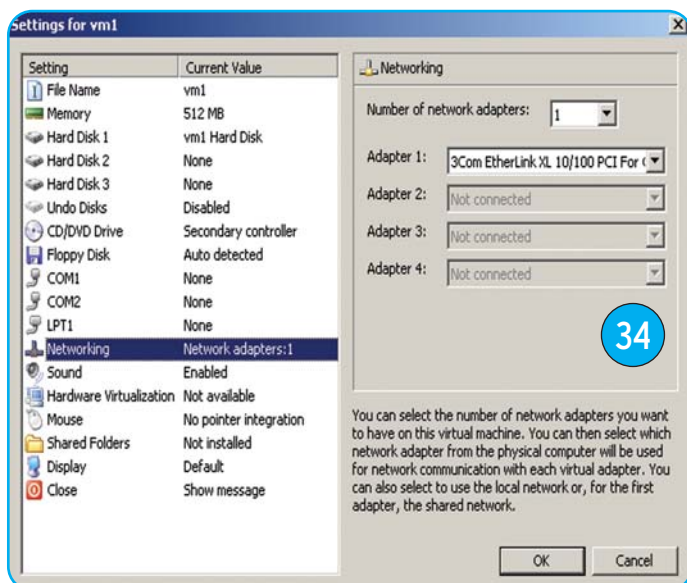 Settings for vm1
Setting Current Value
File Name vm1
Memory 512 MB
Hard Disk 1 vm1 Hard Disk
Hard Disk 2 None
Hard Disk 3 None
Undo Disks Disabled
CD/DVD Drive Secondary controller
Floppy Disk Auto detected
COM1 None
COM2 None
LPT1 None
Networking Network adapters:1
Sound Enabled
Hardware Virtualization Not available
Mouse No pointer integration
Shared Folders Not installed
Display Default
Close Show message
Networking
Number of network adapters: 1
Adapter 1: 3Com EtherLink XL 10/100 PCI For
Adapter 2: Not connected
Adapter 3: Not connected
Adapter 4: Not connected
34
You can select the number of network adapters you want
to have on this virtual machine. You can then select which
network adapter from the physical computer will be used
for network communication with each virtual adapter. You
can also select to use the local network or, for the first
adapter, the shared network.
OK Cancel